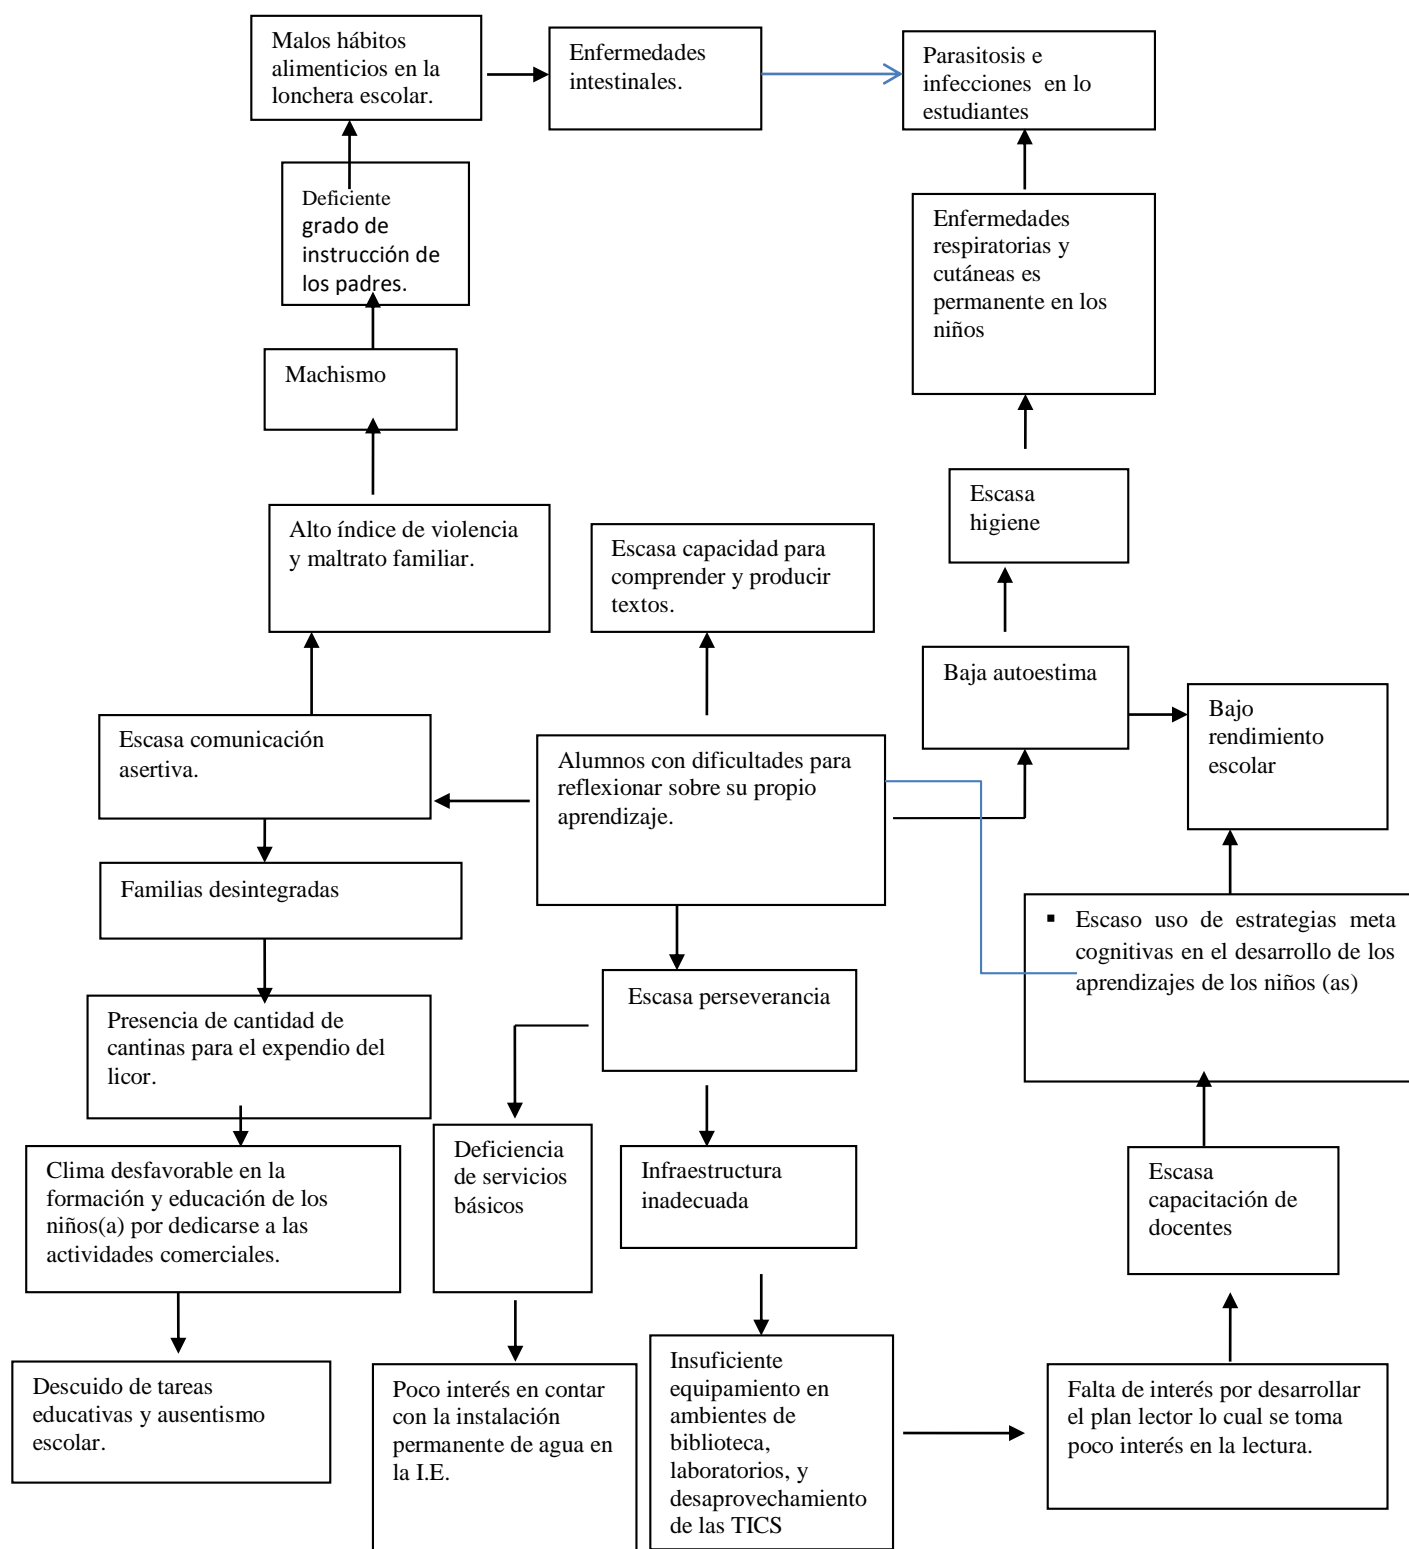 Malos hábitos
alimenticios en la
lonchera escolar.
Enfermedades
intestinales.
Parasitosis e
infecciones en lo
estudiantes
Deficiente
grado de
instrucción de
los padres.
Enfermedades
respiratorias y
cutáneas es
permanente en los
niños
Machismo
Escasa
higiene
Alto índice de violencia
y maltrato familiar.
Escasa capacidad para
comprender y producir
textos.
Baja autoestima
Bajo
rendimiento
escolar
Escasa comunicación
asertiva.
Alumnos con dificultades para
reflexionar sobre su propio
aprendizaje.
Familias desintegradas
▪ Escaso uso de estrategias meta
cognitivas en el desarrollo de los
aprendizajes de los niños (as)
Escasa perseverancia
Presencia de cantidad de
cantinas para el expendio del
licor.
Deficiencia
de servicios
básicos
Infraestructura
inadecuada
Escasa
capacitación de
docentes
Clima desfavorable en la
formación y educación de los
niños(a) por dedicarse a las
actividades comerciales.
Descuido de tareas
educativas y ausentismo
escolar.
Poco interés en contar
con la instalación
permanente de agua en
la I.E.
Insuficiente
equipamiento en
ambientes de
biblioteca,
laboratorios, y
desaprovechamiento
de las TICS
Falta de interés por desarrollar
el plan lector lo cual se toma
poco interés en la lectura.